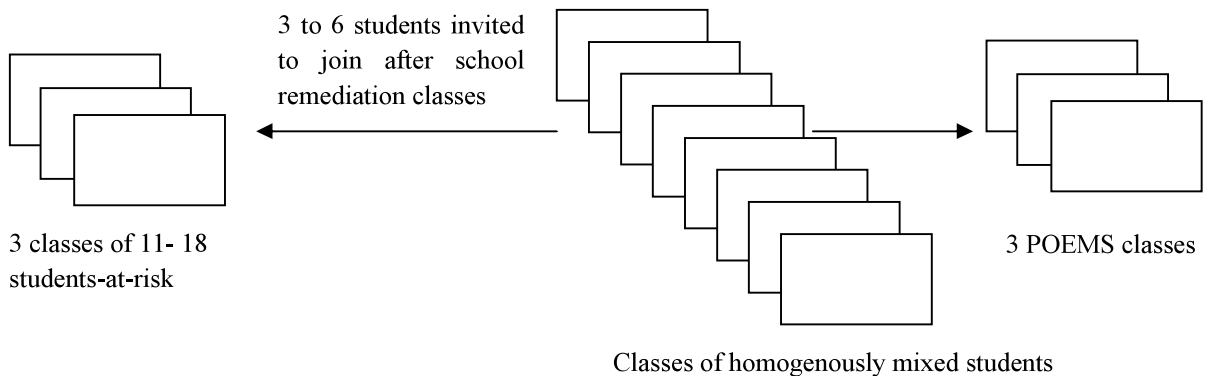 3 to 6 students invited
to join after school
remediation classes
3 classes of 11- 18
students-at-risk
3 POEMS classes
Classes of homogenously mixed students